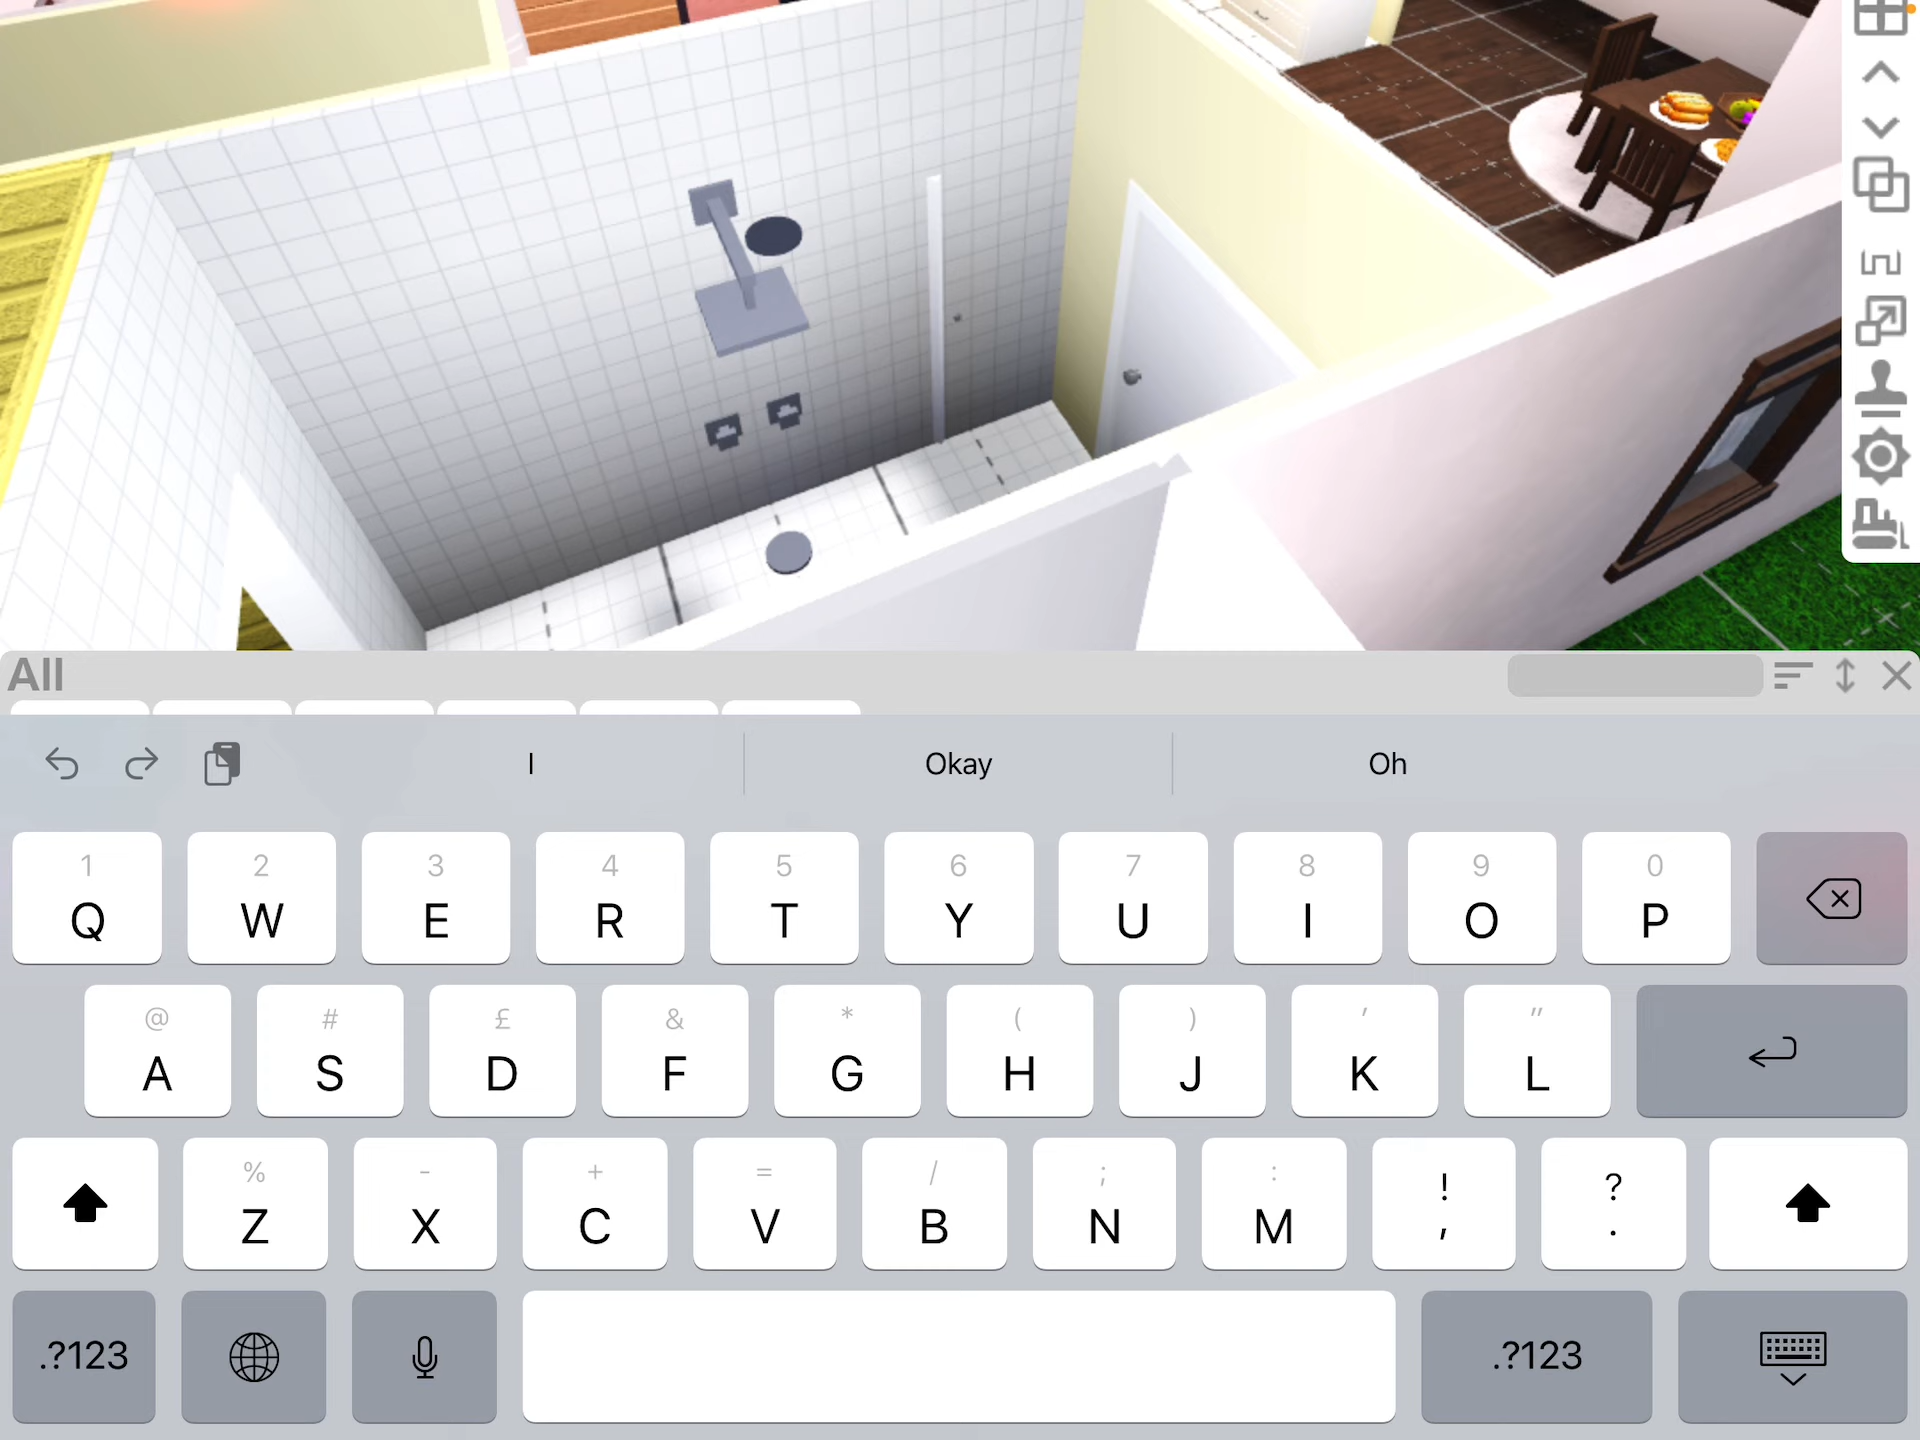 All
I Okay Oh
1 2 3 4 5 6 7 8 9 0
Q W E R T Y U I O P
@ # £ & * ( ) ' "
A S D F G H J K L
% - + = / ; : ! ?
Z X C V B N M , .
.?123 .?123